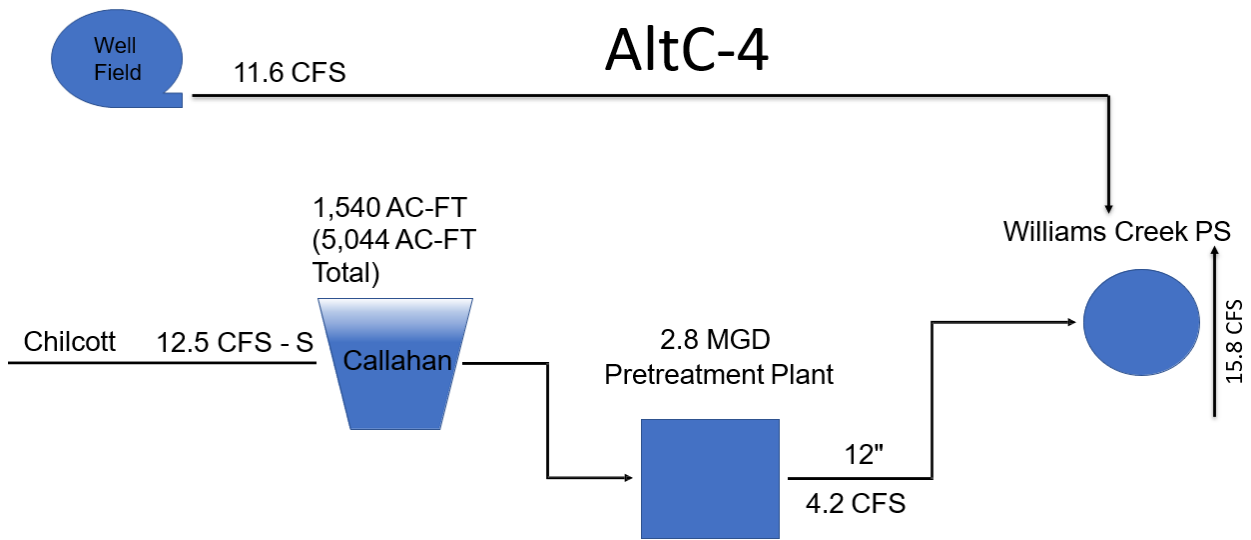 AltC-4
Well
Field
11.6 CFS
1,540 AC-FT
(5,044 AC-FT
Total)
Williams Creek PS
Chilcott
12.5 CFS - S
Callahan
2.8 MGD
Pretreatment Plant
15.8 CFS
12"
4.2 CFS